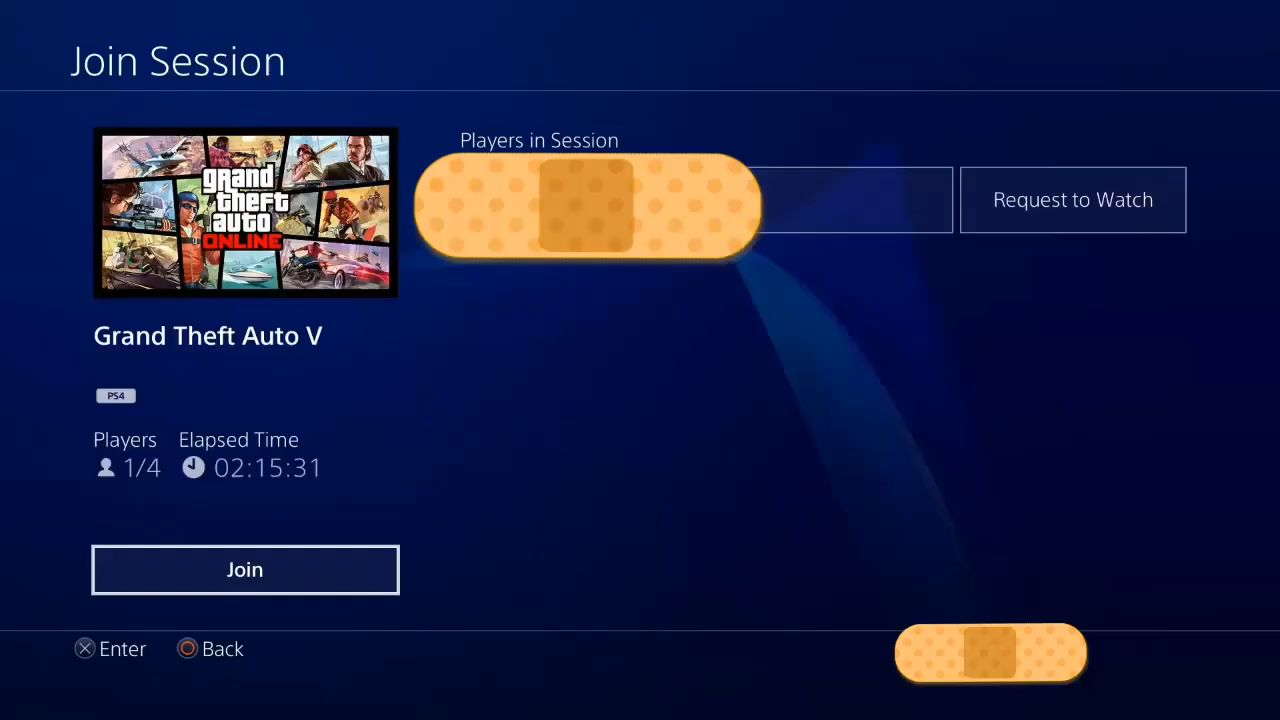 Join Session
Players in Session
grand
theft
auto
ONLINE
Request to Watch
Grand Theft Auto V
PS4
Players Elapsed Time
1/4 02:15:31
Join
Enter Back